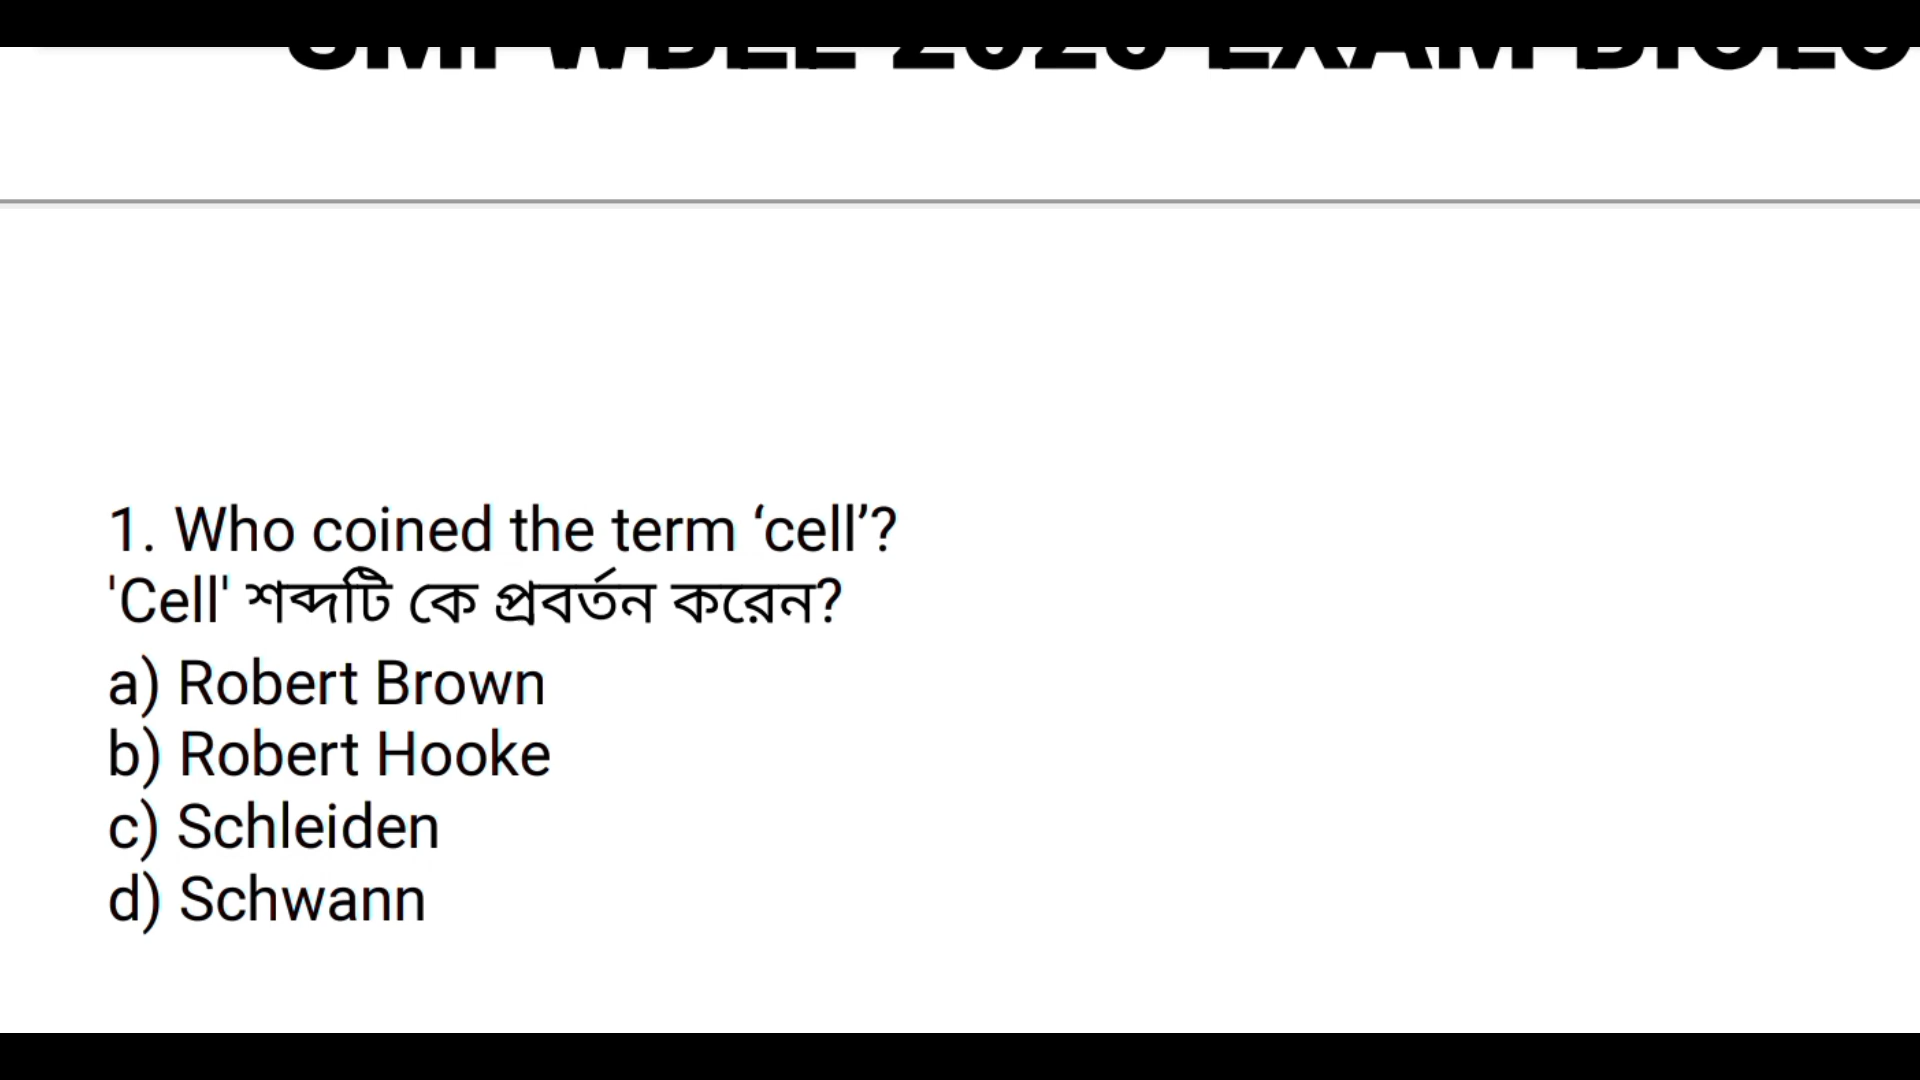 1. Who coined the term ‘cell’?
'Cell' শব্দটি কে প্রবর্তন করেন?
a) Robert Brown
b) Robert Hooke
c) Schleiden
d) Schwann